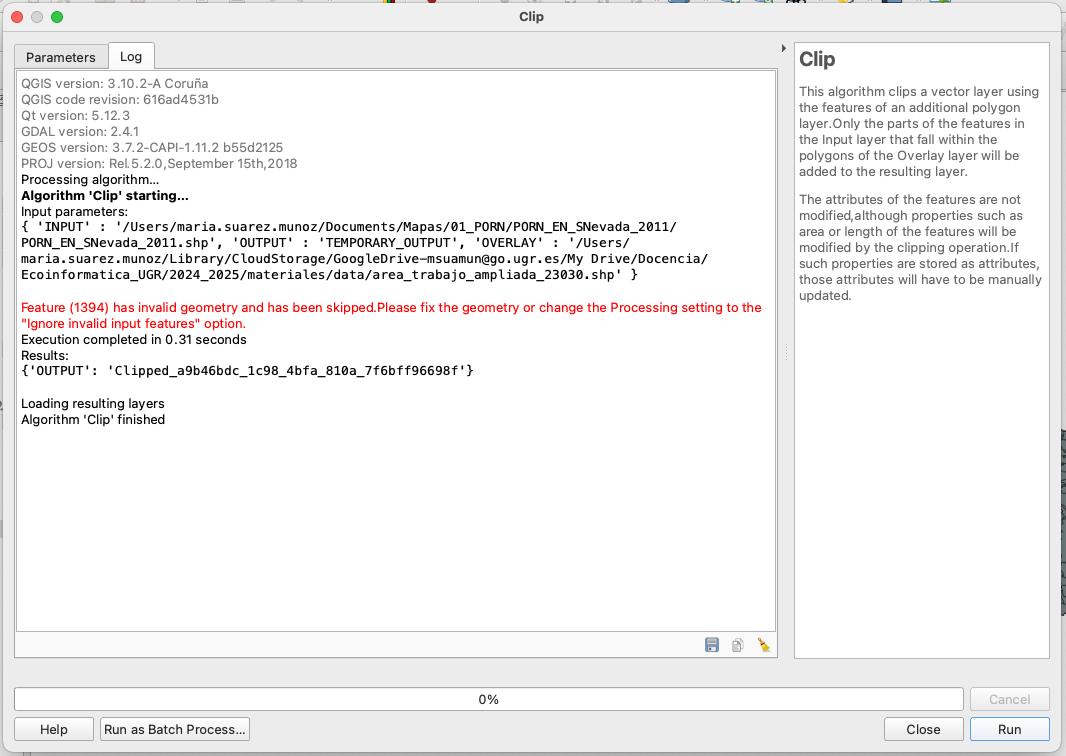 Clip
Parameters
Log
QGIS version: 3.10.2-A Coruña
QGIS code revision: 616ad4531b
Qt version: 5.12.3
GDAL version: 2.4.1
GEOS version: 3.7.2-CAPI-1.11.2 b55d2125
PROJ version: Rel.5.2.0,September 15th,2018
Processing algorithm...
Algorithm 'Clip' starting...
Input parameters:
{ 'INPUT' : '/Users/maria.suarez.munoz/Documents/Mapas/01_PORN/PORN_EN_SNevada_2011/
PORN_EN_SNevada_2011.shp', 'OUTPUT' : 'TEMPORARY_OUTPUT', 'OVERLAY' : '/Users/
maria.suarez.munoz/Library/CloudStorage/GoogleDrive-msuamun@go.ugr.es/My Drive/Docencia/
Ecoinformatica_UGR/2024_2025/materiales/data/area_trabajo_ampliada_23030.shp' }
Feature (1394) has invalid geometry and has been skipped.Please fix the geometry or change the Processing setting to the
"Ignore invalid input features" option.
Execution completed in 0.31 seconds
Results:
{'OUTPUT': 'Clipped_a9b46bdc_1c98_4bfa_810a_7f6bff96698f'}
Loading resulting layers
Algorithm 'Clip' finished
Clip
This algorithm clips a vector layer using
the features of an additional polygon
layer.Only the parts of the features in
the Input layer that fall within the
polygons of the Overlay layer will be
added to the resulting layer.
The attributes of the features are not
modified,although properties such as
area or length of the features will be
modified by the clipping operation.If
such properties are stored as attributes,
those attributes will have to be manually
updated.
0%
Cancel
Help
Run as Batch Process...
Close
Run